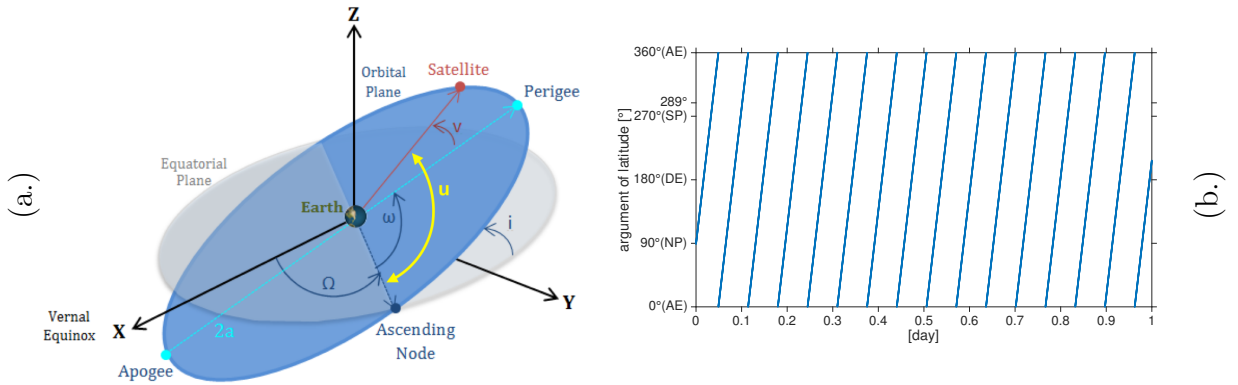 (a.)
Z
Orbital
Plane
Satellite
Perigee
v
Equatorial
Plane
Earth
u
ω
i
Ω
Y
Vernal
Equinox
X
2a
Ascending
Node
Apogee
360°(AE)
289°
270°(SP)
180°(DE)
90°(NP)
0°(AE)
argument of latitude [°]
0 0.1 0.2 0.3 0.4 0.5 0.6 0.7 0.8 0.9 1
[day]
(b.)